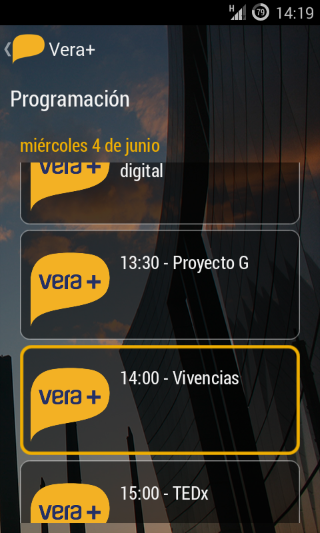 H 79 14:19
Vera+
Programación
miércoles 4 de junio
vera +
digital
vera +
13:30 - Proyecto G
vera +
14:00 - Vivencias
vera +
15:00 - TEDx